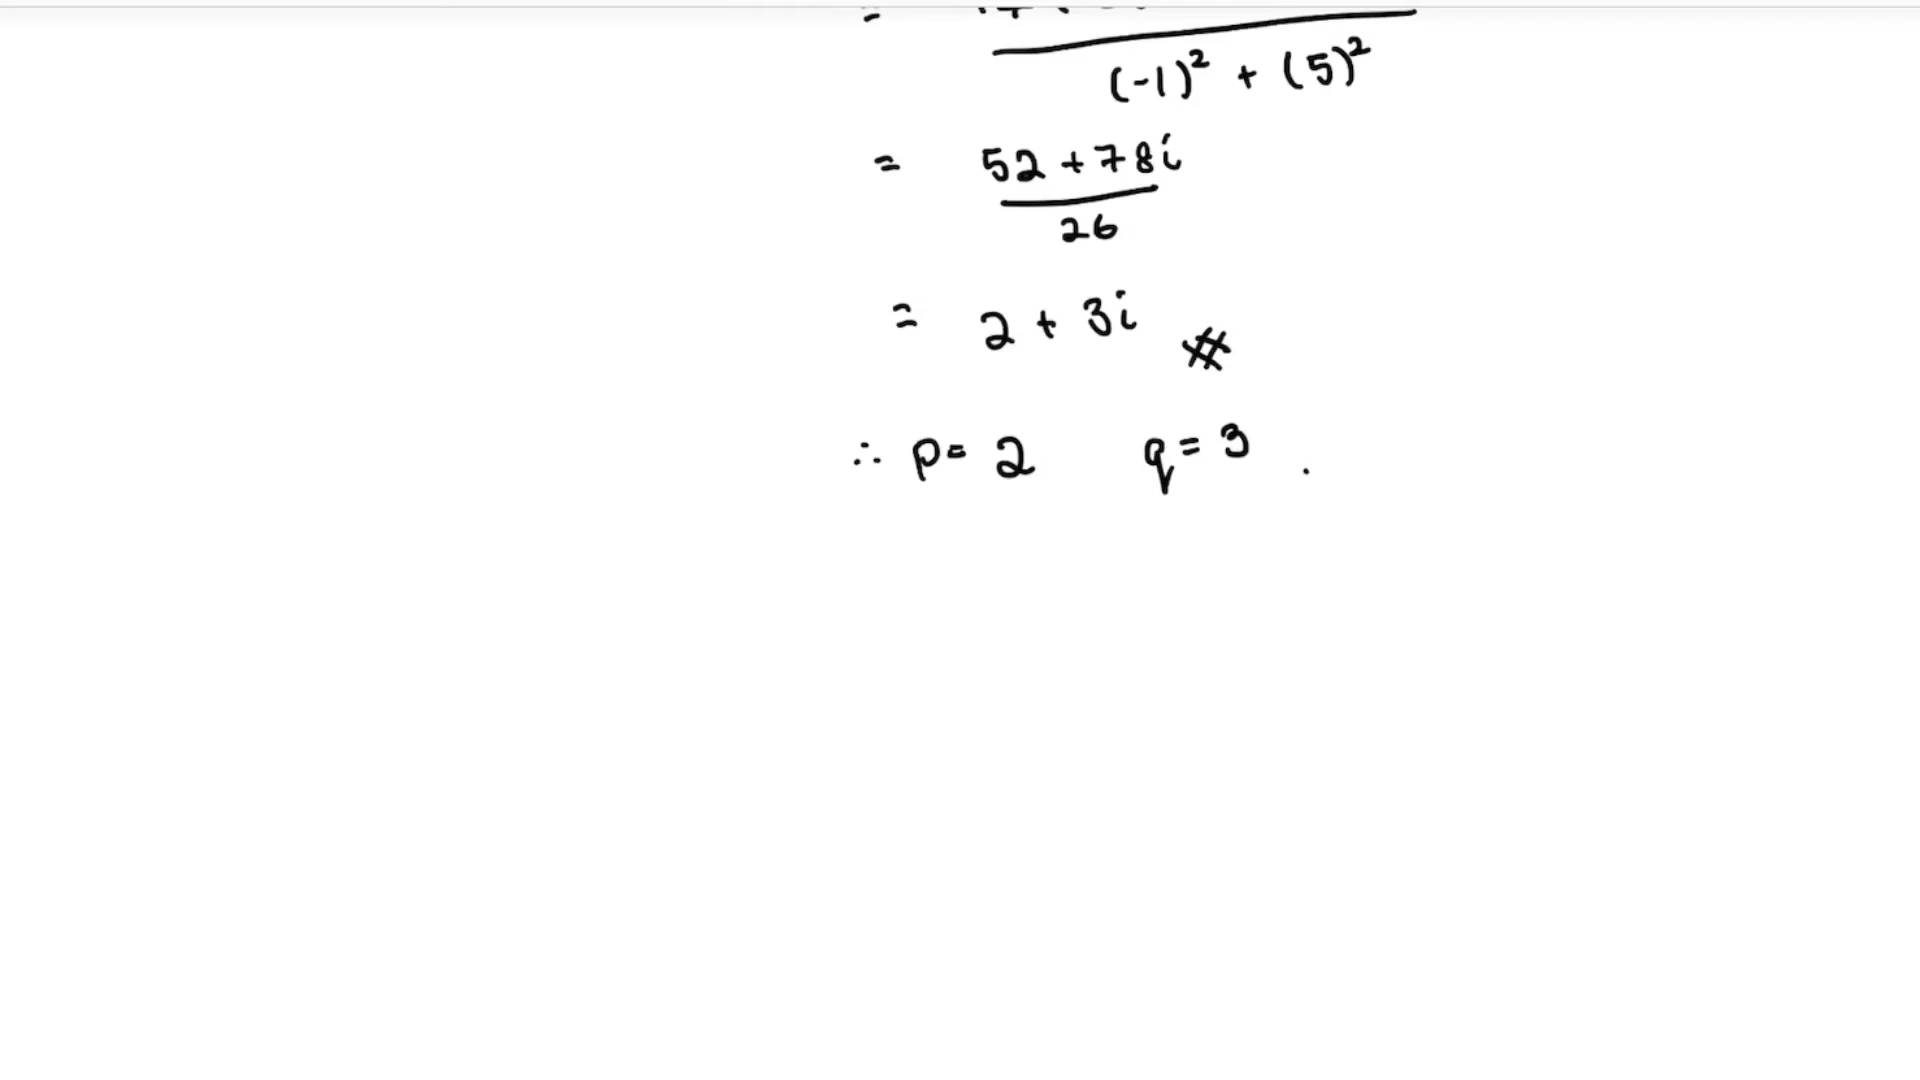 =
(-1)² + (5)²
= 52 + 78i
26
= 2 + 3i #
∴ p = 2 q = 3 .